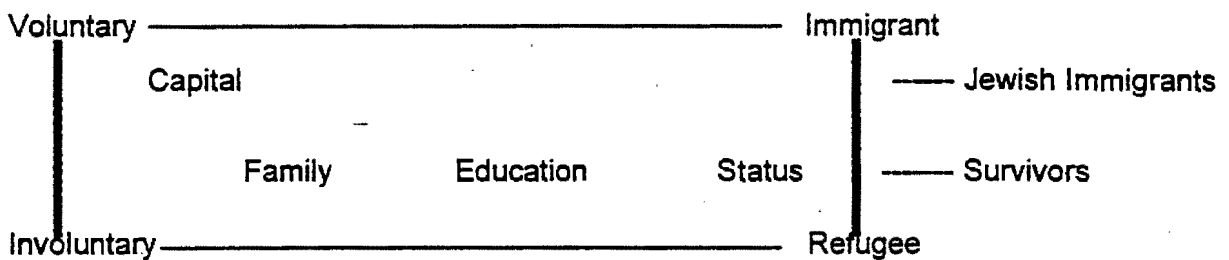 Voluntary Immigrant
Capital Jewish Immigrants
Family Education Status Survivors
Involuntary Refugee